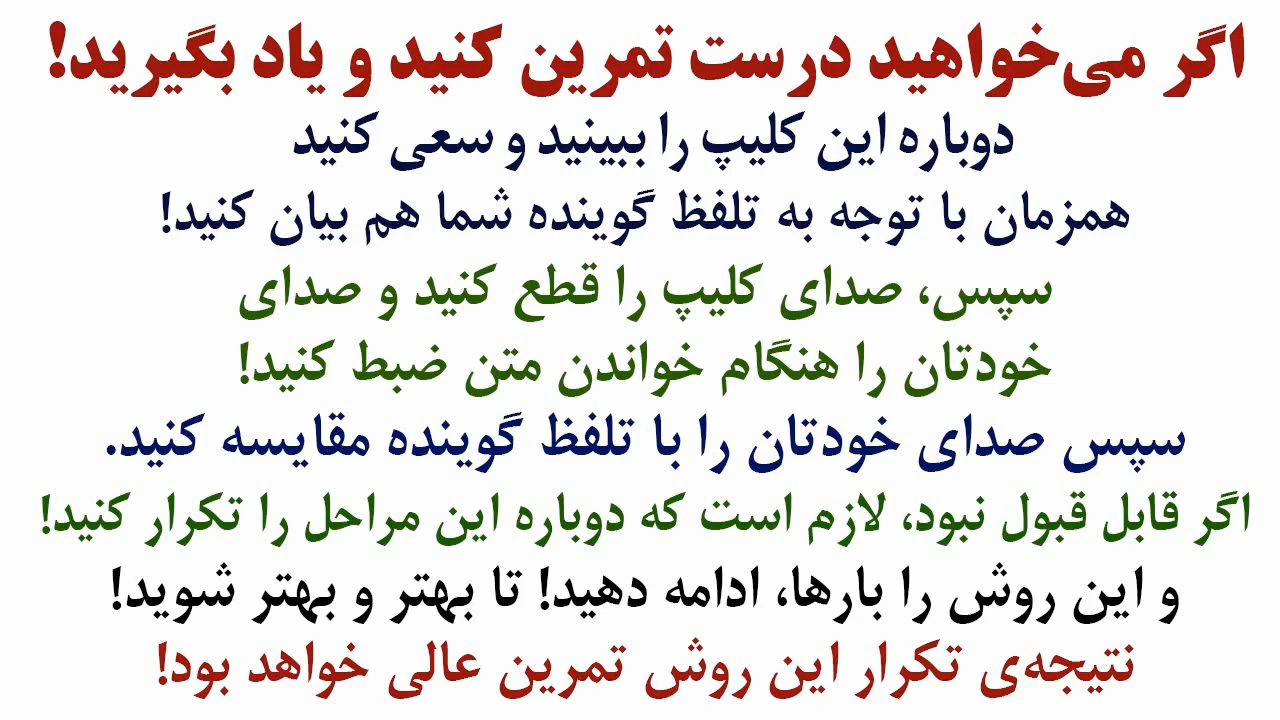 اگر می‌خواهید درست تمرین کنید و یاد بگیرید!
دوباره این کلیپ را ببینید و سعی کنید
همزمان با توجه به تلفظ گوینده شما هم بیان کنید!
سپس، صدای کلیپ را قطع کنید و صدای
خودتان را هنگام خواندن متن ضبط کنید!
سپس صدای خودتان را با تلفظ گوینده مقایسه کنید.
اگر قابل قبول نبود، لازم است که دوباره این مراحل را تکرار کنید!
و این روش را بارها، ادامه دهید! تا بهتر و بهتر شوید!
نتیجه‌ی تکرار این روش تمرین عالی خواهد بود!